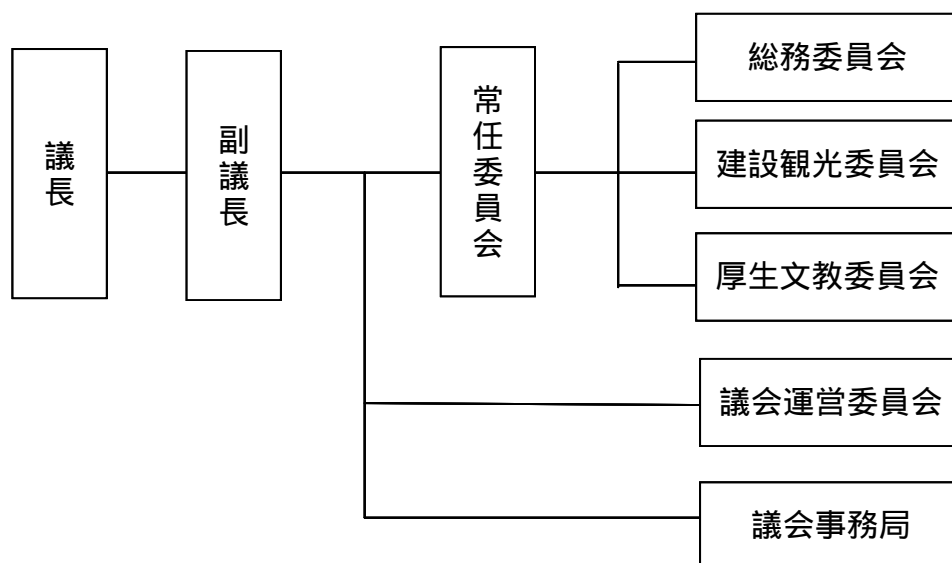 議長
副議長
常任委員会
総務委員会
建設観光委員会
厚生文教委員会
議会運営委員会
議会事務局